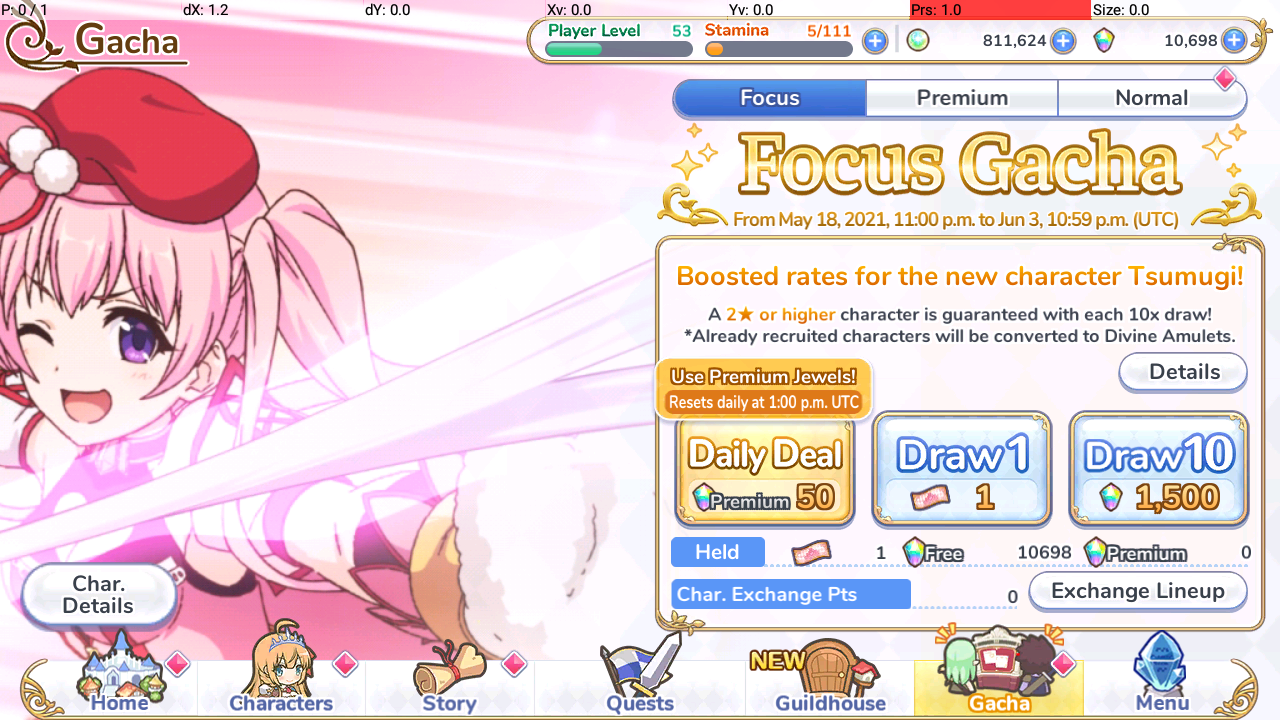 P: 0 / 1 dX: 1.2 dY: 0.0 Xv: 0.0 Yv: 0.0 Prs: 1.0 Size: 0.0
Gacha
Player Level 53 Stamina 5/111 811,624 10,698
Focus Premium Normal
Focus Gacha
From May 18, 2021, 11:00 p.m. to Jun 3, 10:59 p.m. (UTC)
Boosted rates for the new character Tsumugi!
A 2★ or higher character is guaranteed with each 10x draw!
*Already recruited characters will be converted to Divine Amulets.
Details
Use Premium Jewels!
Resets daily at 1:00 p.m. UTC
Daily Deal Draw 1 Draw 10
Premium 50 1 1,500
Held 1 Free 10698 Premium 0
Char. Exchange Pts 0 Exchange Lineup
Char.
Details
NEW
Home Characters Story Quests Guildhouse Gacha Menu